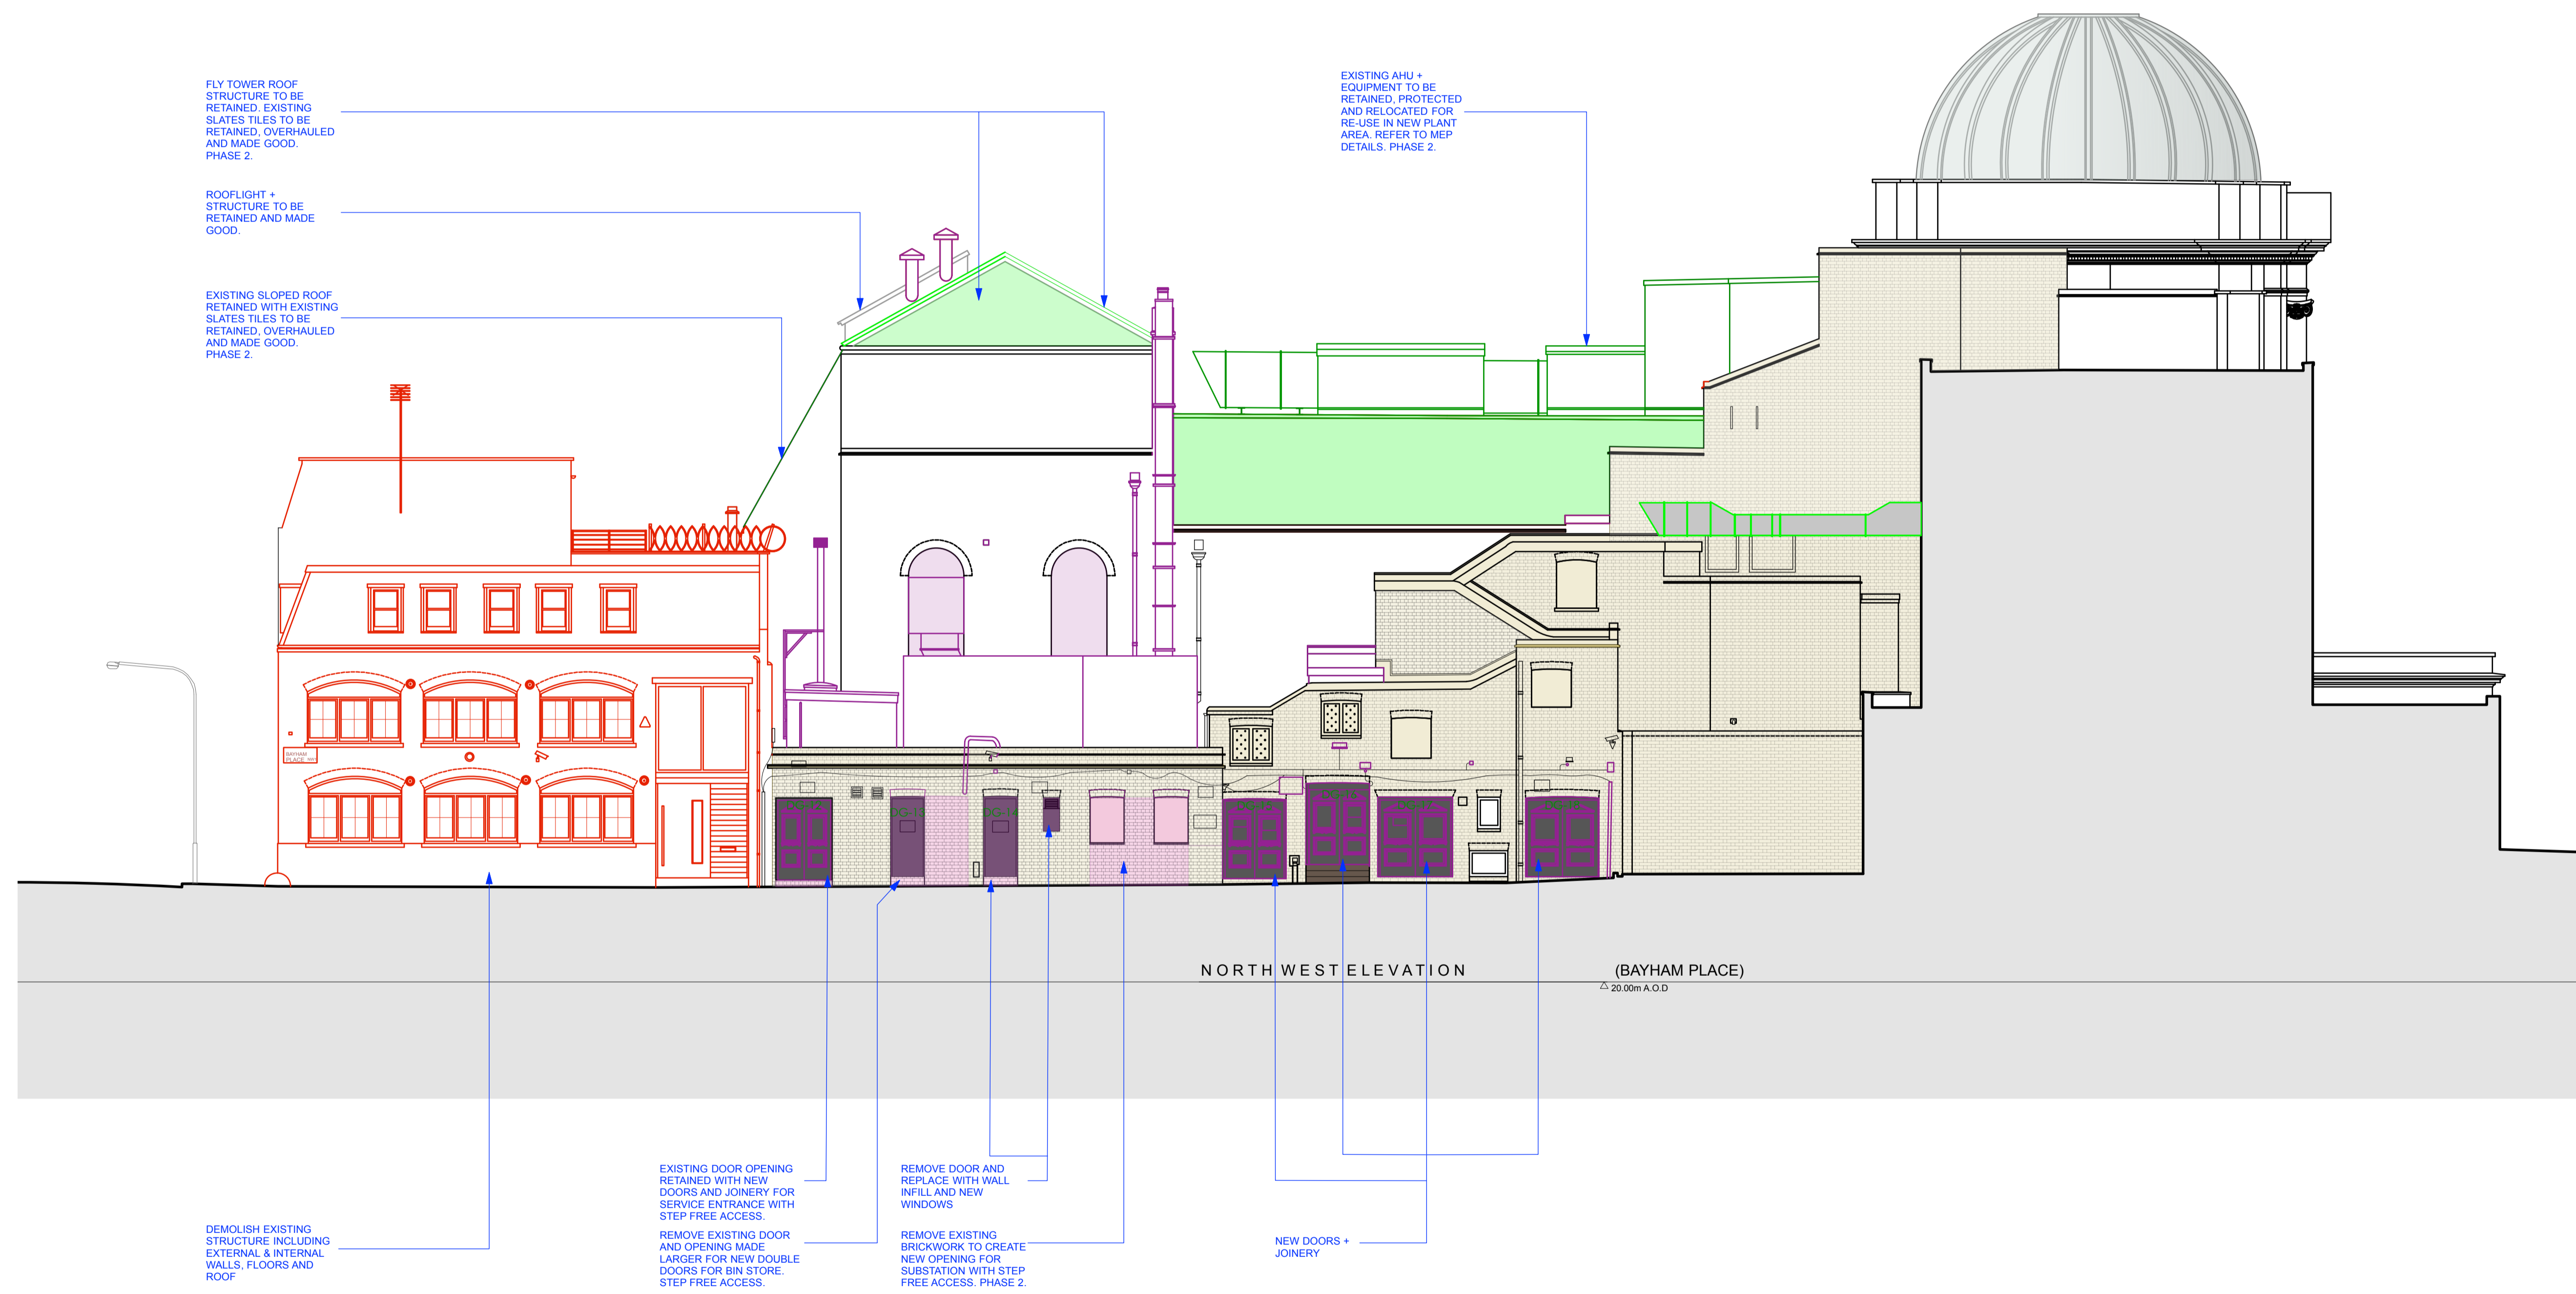 FLY TOWER ROOF
STRUCTURE TO BE
RETAINED. EXISTING
SLATES TILES TO BE
RETAINED, OVERHAULED
AND MADE GOOD.
PHASE 2.
EXISTING AHU +
EQUIPMENT TO BE
RETAINED, PROTECTED
AND RELOCATED FOR
RE-USE IN NEW PLANT
AREA. REFER TO MEP
DETAILS. PHASE 2.
ROOFLIGHT +
STRUCTURE TO BE
RETAINED AND MADE
GOOD.
EXISTING SLOPED ROOF
RETAINED WITH EXISTING
SLATES TILES TO BE
RETAINED, OVERHAULED
AND MADE GOOD.
PHASE 2.
BAYHAM
PLACE
NORTH WEST ELEVATION (BAYHAM PLACE)
20.00m A.O.D
EXISTING DOOR OPENING
RETAINED WITH NEW
DOORS AND JOINERY FOR
SERVICE ENTRANCE WITH
STEP FREE ACCESS.
REMOVE DOOR AND
REPLACE WITH WALL
INFILL AND NEW
WINDOWS
DEMOLISH EXISTING
STRUCTURE INCLUDING
EXTERNAL & INTERNAL
WALLS, FLOORS AND
ROOF
REMOVE EXISTING DOOR
AND OPENING MADE
LARGER FOR NEW DOUBLE
DOORS FOR BIN STORE.
STEP FREE ACCESS.
REMOVE EXISTING
BRICKWORK TO CREATE
NEW OPENING FOR
SUBSTATION WITH STEP
FREE ACCESS. PHASE 2.
NEW DOORS +
JOINERY